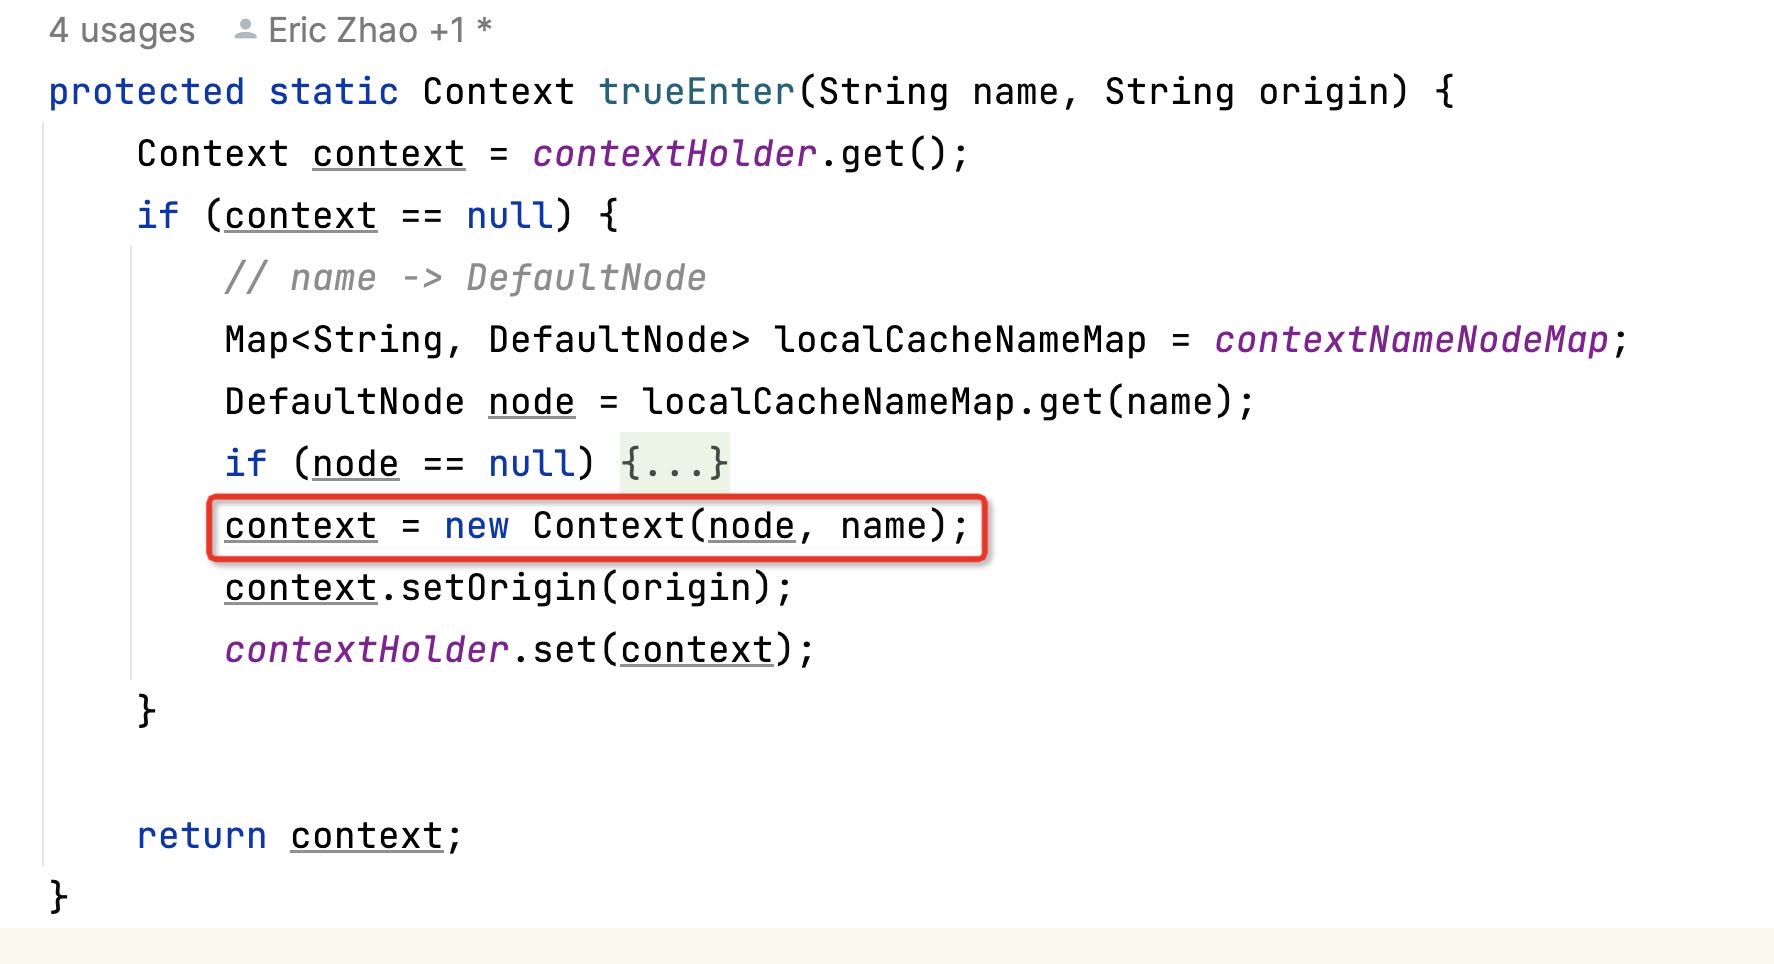 4 usages Eric Zhao +1 *
protected static Context trueEnter(String name, String origin) {
    Context context = contextHolder.get();
    if (context == null) {
        // name -> DefaultNode
        Map<String, DefaultNode> localCacheNameMap = contextNameNodeMap;
        DefaultNode node = localCacheNameMap.get(name);
        if (node == null) {...}
        context = new Context(node, name);
        context.setOrigin(origin);
        contextHolder.set(context);
    }

    return context;
}